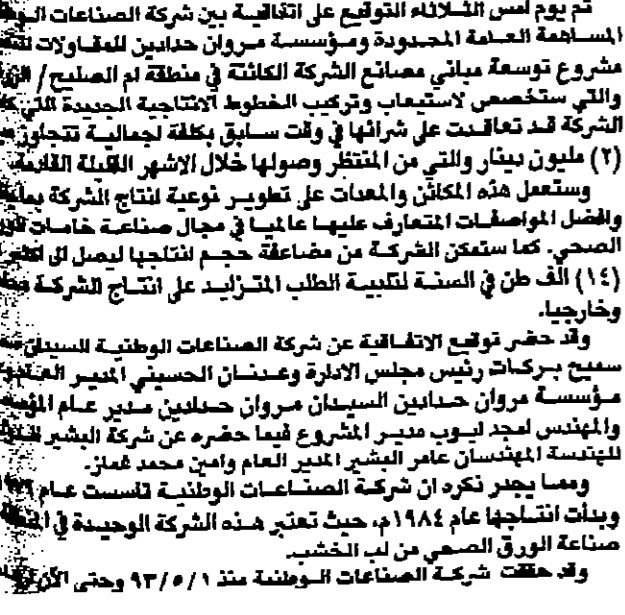 تم يوم امس الثلاثاء التوقيع على اتفاقية بين شركة الصناعات
المساهمة العامة المحدودة ومؤسسة مروان حدادين للمقاولات
مشروع توسعة مباني مصانع الشركة الكائنة في منطقة ام الصليح/
والتي ستخصص لاستيعاب وتركيب الخطوط الانتاجية الجديدة التي
الشركة قد تعاقدت على شرائها في وقت سابق بكلفة اجمالية تتجاوز
(٢) مليون دينار والتي من المنتظر وصولها خلال الاشهر القليلة القادمة.
وستعمل هذه المكائن والمعدات على تطوير نوعية انتاج الشركة
وافضل المواصفات المتعارف عليها عالميا في مجال صناعة خامات
الصحي. كما ستمكن الشركة من مضاعفة حجم انتاجها ليصل الى
(١٤) الف طن في السنة لتلبية الطلب المتزايد على انتاج الشركة
وخارجيا.
وقد حضر توقيع الاتفاقية عن شركة الصناعات الوطنية السيدان
سميح بركات رئيس مجلس الادارة وعدنان الحسيني المدير
مؤسسة مروان حدادين السيدان مروان حدادين مدير عام
والمهندس امجد ايوب مدير المشروع فيما حضره عن شركة البشير
للهندسة المهندسان عامر البشير المدير العام وامين محمد غماز.
ومما يجدر ذكره ان شركة الصناعات الوطنية تاسست عام
وبدات انتاجها عام ١٩٨٤م، حيث تعتبر هذه الشركة الوحيدة في
صناعة الورق الصحي من لب الخشب.
وقد حققت شركة الصناعات الوطنية منذ ٩٣/٥/١ وحتى الآن